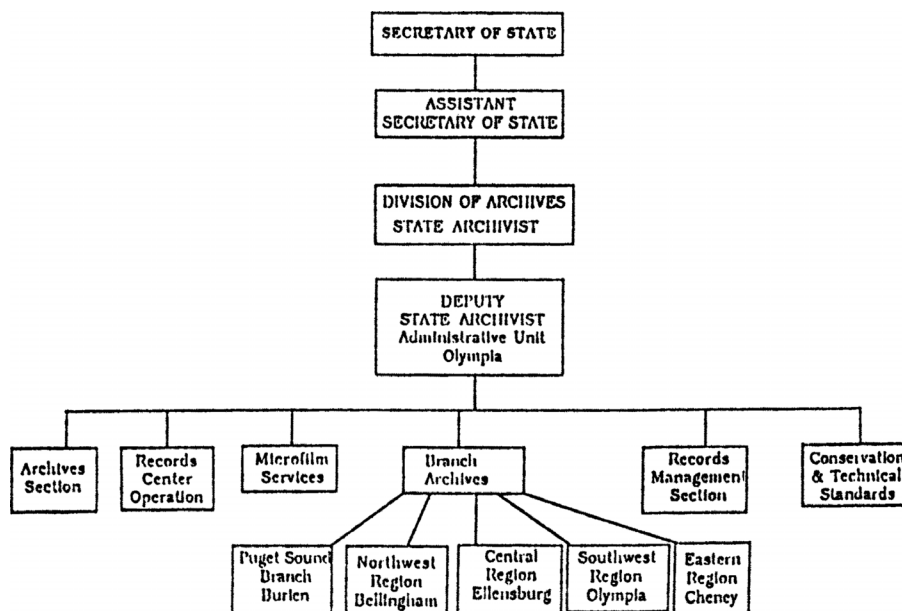 SECRETARY OF STATE
ASSISTANT
SECRETARY OF STATE
DIVISION OF ARCHIVES
STATE ARCHIVIST
DEPUTY
STATE ARCHIVIST
Administrative Unit
Olympia
Archives
Section
Records
Center
Operation
Microfilm
Services
Branch
Archives
Records
Management
Section
Conservation
& Technical
Standards
Puget Sound
Branch
Burien
Northwest
Region
Bellingham
Central
Region
Ellensburg
Southwest
Region
Olympia
Eastern
Region
Cheney